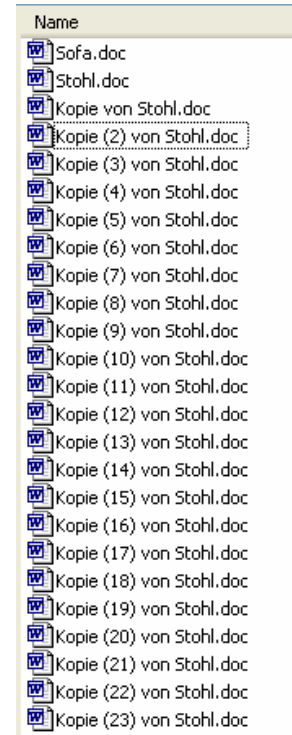 Name
Sofa.doc
Stohl.doc
Kopie von Stohl.doc
Kopie (2) von Stohl.doc
Kopie (3) von Stohl.doc
Kopie (4) von Stohl.doc
Kopie (5) von Stohl.doc
Kopie (6) von Stohl.doc
Kopie (7) von Stohl.doc
Kopie (8) von Stohl.doc
Kopie (9) von Stohl.doc
Kopie (10) von Stohl.doc
Kopie (11) von Stohl.doc
Kopie (12) von Stohl.doc
Kopie (13) von Stohl.doc
Kopie (14) von Stohl.doc
Kopie (15) von Stohl.doc
Kopie (16) von Stohl.doc
Kopie (17) von Stohl.doc
Kopie (18) von Stohl.doc
Kopie (19) von Stohl.doc
Kopie (20) von Stohl.doc
Kopie (21) von Stohl.doc
Kopie (22) von Stohl.doc
Kopie (23) von Stohl.doc